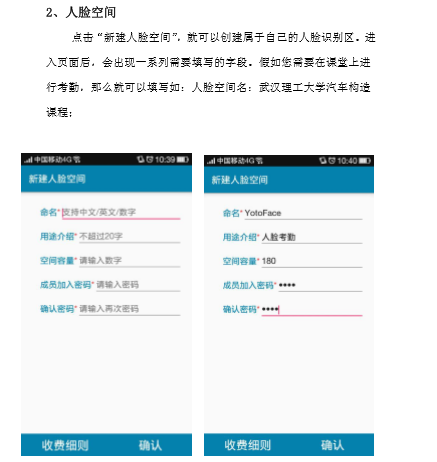 2、人脸空间
点击“新建人脸空间”，就可以创建属于自己的人脸识别区。进
入页面后，会出现一系列需要填写的字段。假如您需要在课堂上进
行考勤，那么就可以填写如：人脸空间名：武汉理工大学汽车构造
课程；
中国移动4G 10:39
新建人脸空间
命名* 支持中文/英文/数字
用途介绍* 不超过20字
空间容量* 请输入数字
成员加入密码* 请输入密码
确认密码* 请输入再次密码
收费细则 确认
中国移动4G 10:40
新建人脸空间
命名* YotoFace
用途介绍* 人脸考勤
空间容量* 180
成员加入密码* ••••
确认密码* ••••
收费细则 确认